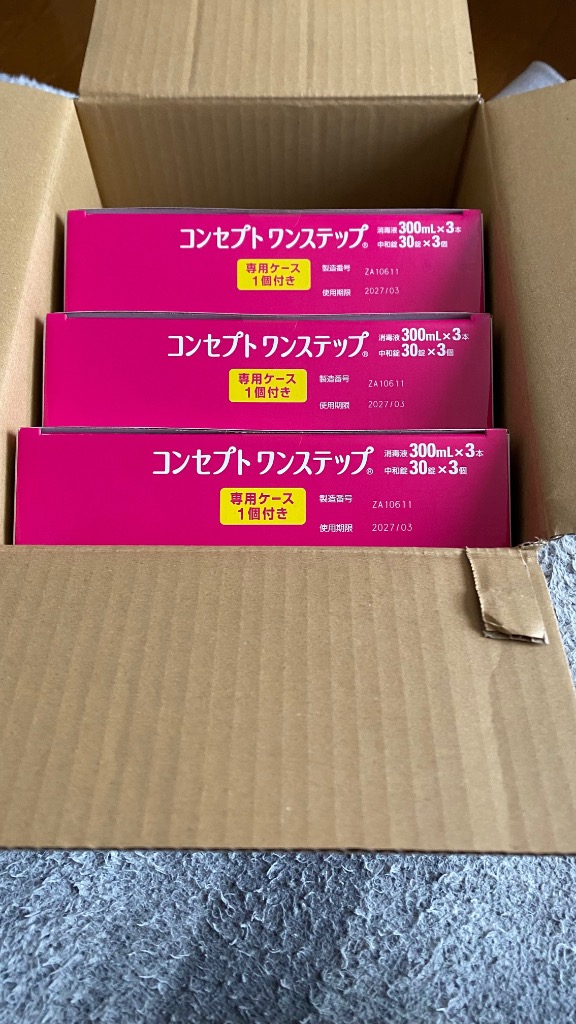 コンセプト ワンステップ® 消毒液 300mL×3本
中和錠 30錠×3個
専用ケース
1個付き
製造番号 ZA10611
使用期限 2027/03
コンセプト ワンステップ® 消毒液 300mL×3本
中和錠 30錠×3個
専用ケース
1個付き
製造番号 ZA10611
使用期限 2027/03
コンセプト ワンステップ® 消毒液 300mL×3本
中和錠 30錠×3個
専用ケース
1個付き
製造番号 ZA10611
使用期限 2027/03